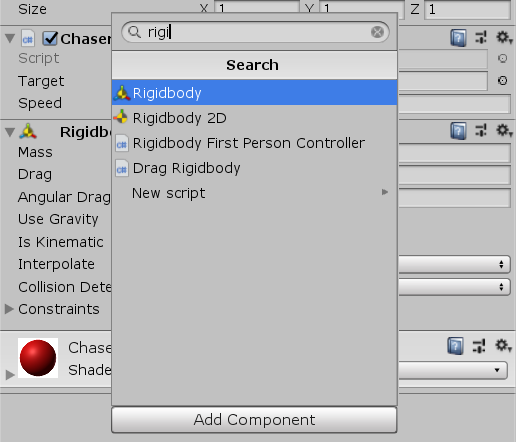 Size X 1 Y 1 Z 1
rigi
Chaser
Search
Script
Target
Rigidbody
Speed
Rigidbody 2D
Rigidbody First Person Controller
Mass
Drag Rigidbody
Drag
New script
Angular Drag
Use Gravity
Is Kinematic
Interpolate
Collision Dete
Constraints
Chase
Shade
Add Component